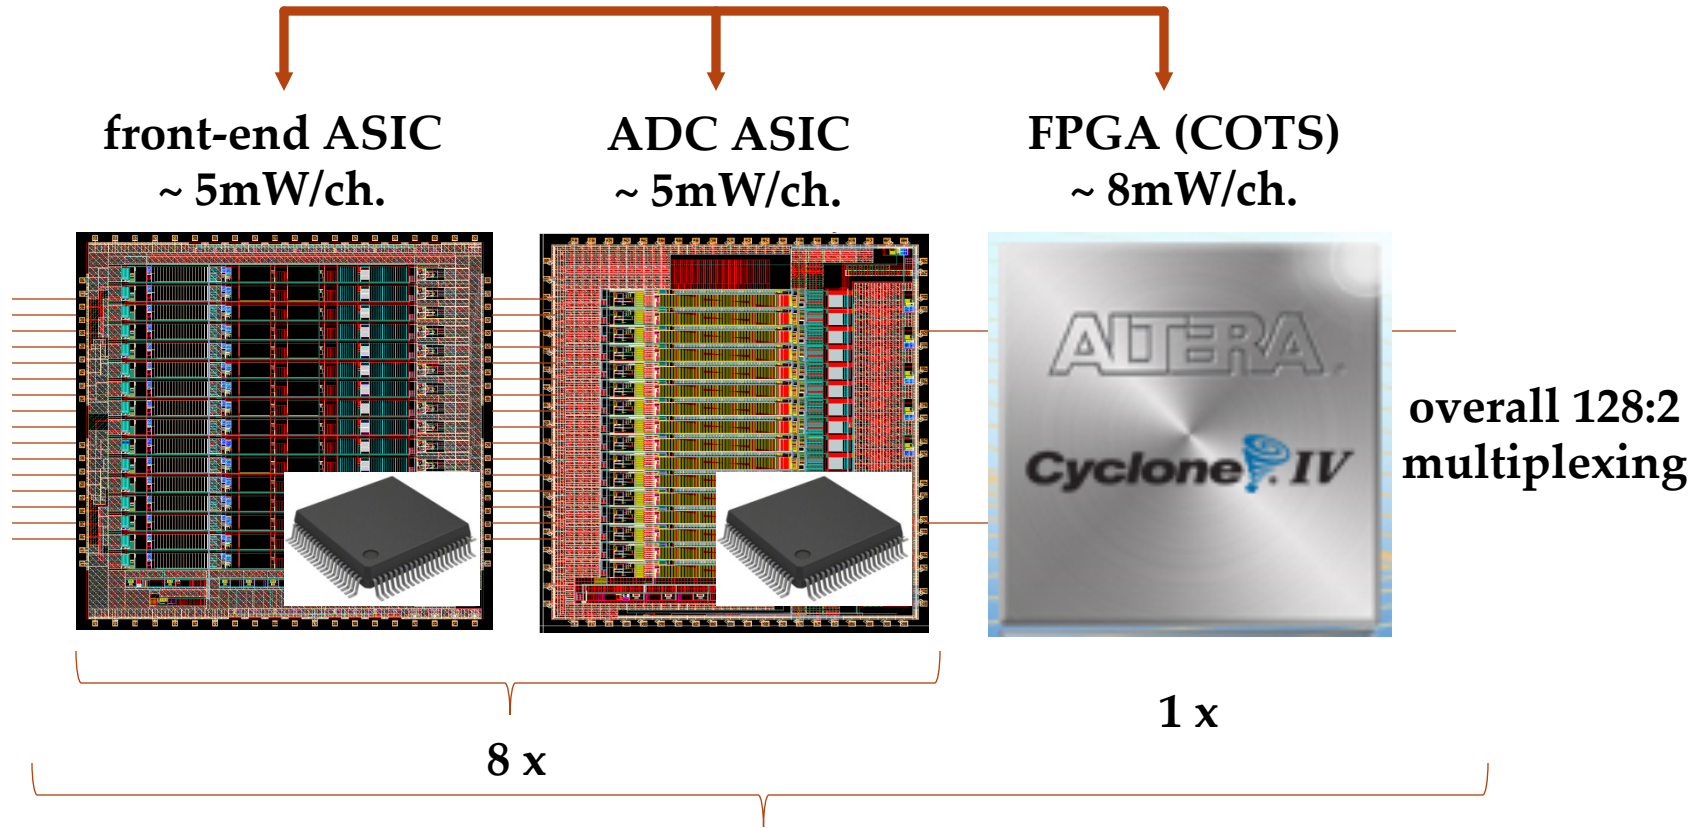 front-end ASIC
~ 5mW/ch.
ADC ASIC
~ 5mW/ch.
FPGA (COTS)
~ 8mW/ch.
ALTERA
Cyclone IV
overall 128:2
multiplexing
8 x
1 x